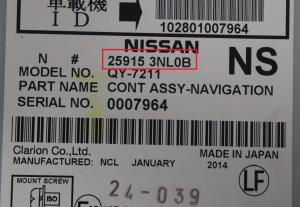 車載機
ID
102801007964
NISSAN
N # 25915 3NL0B NS
MODEL NO. QY-7211
PART NAME CONT ASSY-NAVIGATION
SERIAL NO. 0007964
Clarion Co.,Ltd. MADE IN JAPAN
MANUFACTURED: NCL JANUARY 2014
MOUNT SCREW
24-039
LF